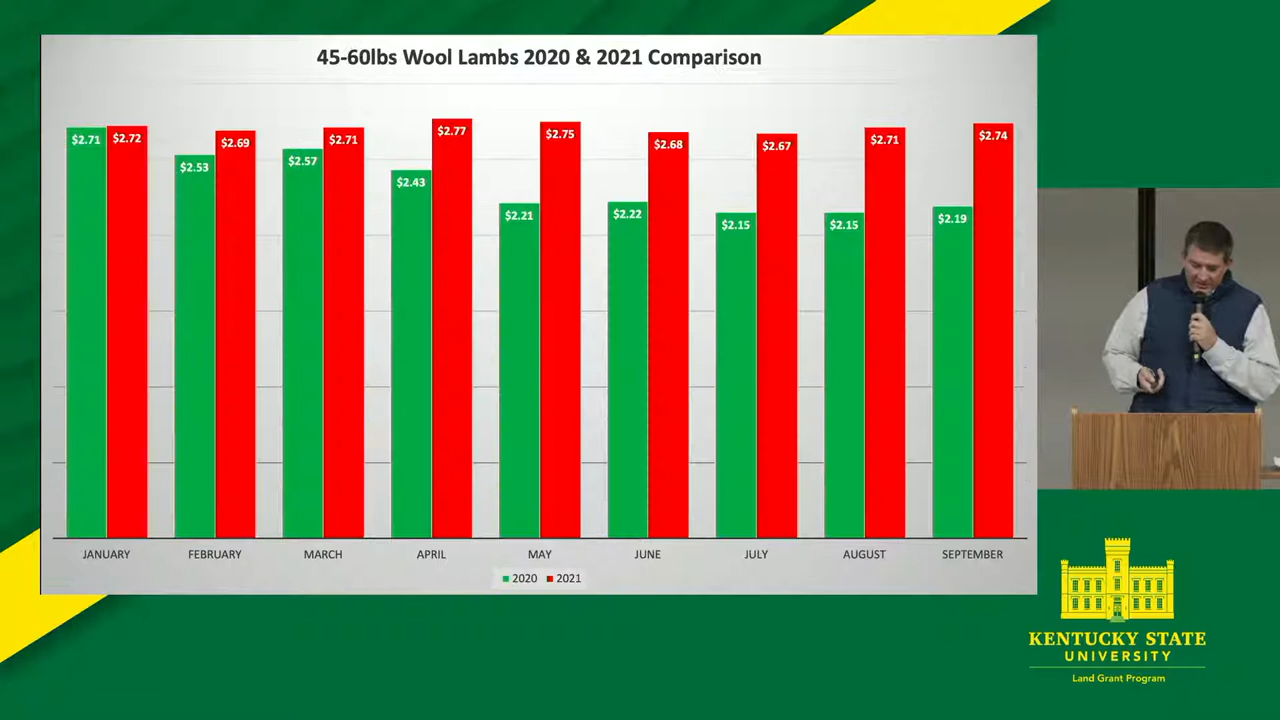 45-60lbs Wool Lambs 2020 & 2021 Comparison
$2.71 $2.72 $2.53 $2.69 $2.57 $2.71 $2.43 $2.77 $2.21 $2.75 $2.22 $2.68 $2.15 $2.67 $2.15 $2.71 $2.19 $2.74
JANUARY FEBRUARY MARCH APRIL MAY JUNE JULY AUGUST SEPTEMBER
2020 2021
KENTUCKY STATE
UNIVERSITY
Land Grant Program